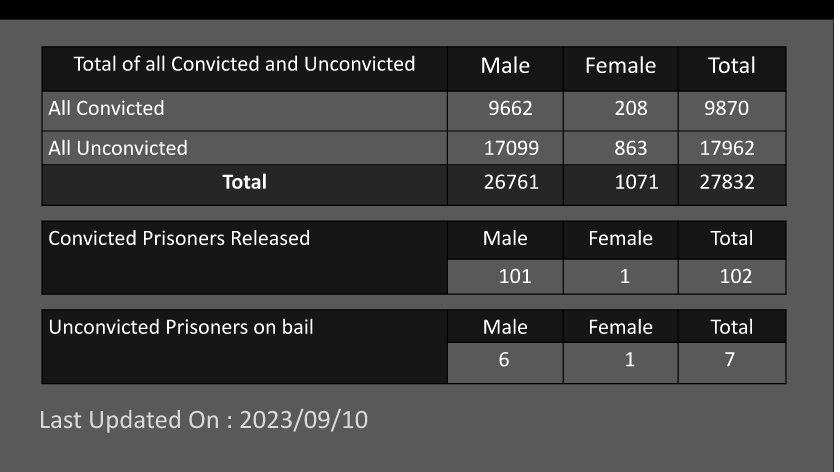 Total of all Convicted and Unconvicted Male Female Total
All Convicted 9662 208 9870
All Unconvicted 17099 863 17962
Total 26761 1071 27832
Convicted Prisoners Released Male Female Total
101 1 102
Unconvicted Prisoners on bail Male Female Total
6 1 7
Last Updated On : 2023/09/10